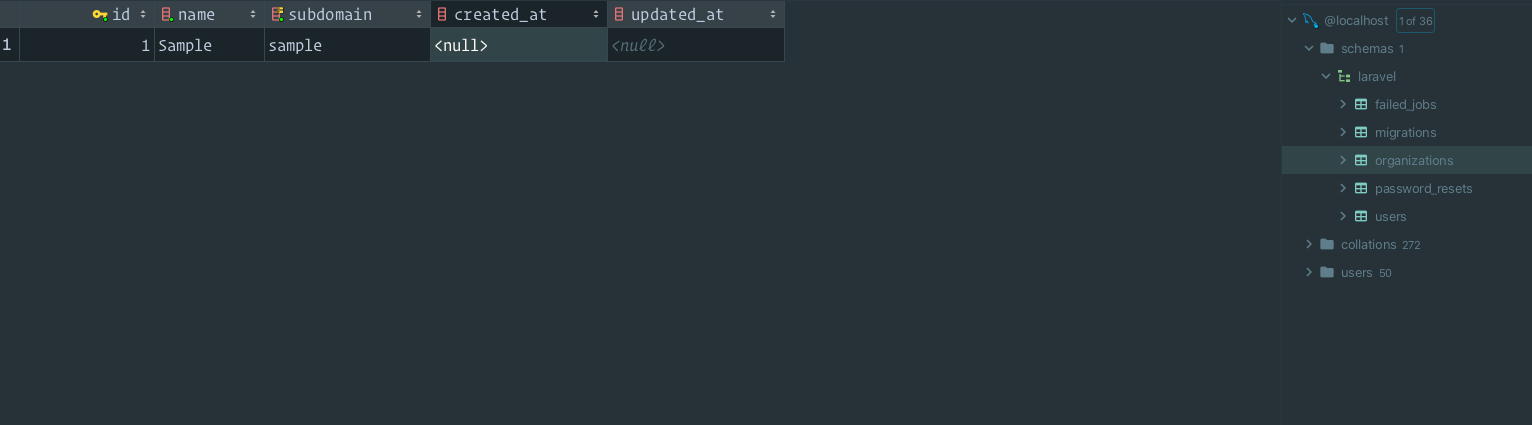 id name subdomain created_at updated_at
1 1 Sample sample <null> <null>
@localhost 1 of 36
schemas 1
laravel
failed_jobs
migrations
organizations
password_resets
users
collations 272
users 50